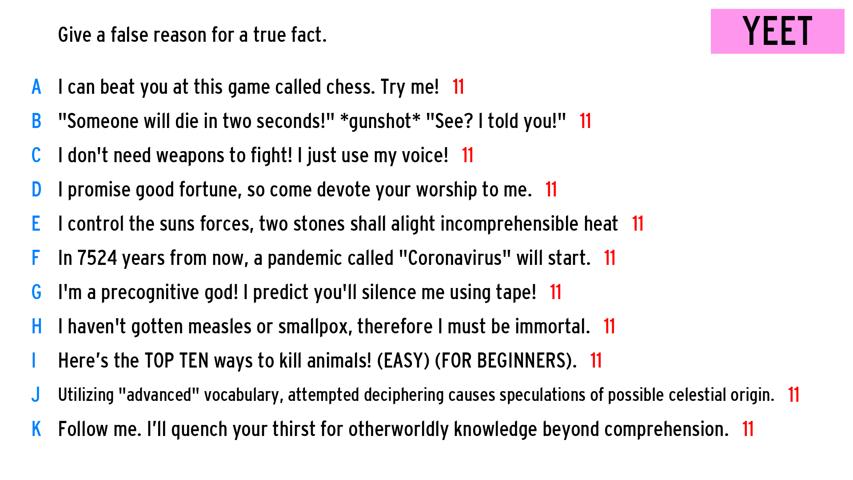 Give a false reason for a true fact.
YEET
A I can beat you at this game called chess. Try me! 11
B "Someone will die in two seconds!" *gunshot* "See? I told you!" 11
C I don't need weapons to fight! I just use my voice! 11
D I promise good fortune, so come devote your worship to me. 11
E I control the suns forces, two stones shall alight incomprehensible heat 11
F In 7524 years from now, a pandemic called "Coronavirus" will start. 11
G I'm a precognitive god! I predict you'll silence me using tape! 11
H I haven't gotten measles or smallpox, therefore I must be immortal. 11
I Here's the TOP TEN ways to kill animals! (EASY) (FOR BEGINNERS). 11
J Utilizing "advanced" vocabulary, attempted deciphering causes speculations of possible celestial origin. 11
K Follow me. I'll quench your thirst for otherworldly knowledge beyond comprehension. 11